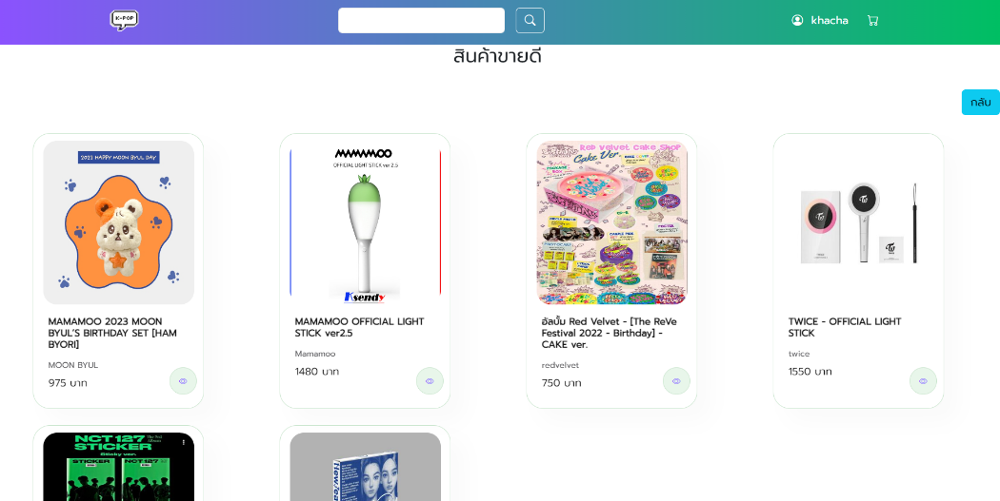 K-POP
khacha
สินค้าขายดี
กลับ
2023 HAPPY MOON BYUL DAY
MAMAMOO 2023 MOON
BYUL'S BIRTHDAY SET [HAM
BYORI]
MOON BYUL
975 บาท
MAMAMOO
OFFICIAL LIGHT STICK ver2.5
Ksendy
MAMAMOO OFFICIAL LIGHT
STICK ver2.5
Mamamoo
1480 บาท
Red Velvet Cake Shop
Cake Ver.
อัลบั้ม Red Velvet - [The ReVe
Festival 2022 - Birthday] -
CAKE ver.
redvelvet
750 บาท
TWICE - OFFICIAL LIGHT
STICK
twice
1550 บาท
NCT 127
STICKER
Sticky ver.
NCT 127
STICKER